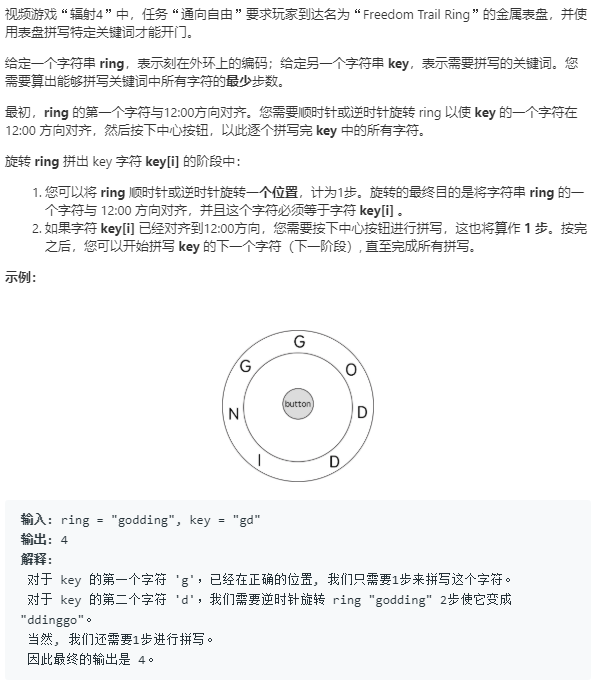 视频游戏“辐射4”中，任务“通向自由”要求玩家到达名为“Freedom Trail Ring”的金属表盘，并使
用表盘拼写特定关键词才能开门。
给定一个字符串 ring，表示刻在外环上的编码；给定另一个字符串 key，表示需要拼写的关键词。您
需要算出能够拼写关键词中所有字符的最少步数。
最初，ring 的第一个字符与12:00方向对齐。您需要顺时针或逆时针旋转 ring 以使 key 的一个字符在
12:00 方向对齐，然后按下中心按钮，以此逐个拼写完 key 中的所有字符。
旋转 ring 拼出 key 字符 key[i] 的阶段中：
1. 您可以将 ring 顺时针或逆时针旋转一个位置，计为1步。旋转的最终目的是将字符串 ring 的一
个字符与 12:00 方向对齐，并且这个字符必须等于字符 key[i] 。
2. 如果字符 key[i] 已经对齐到12:00方向，您需要按下中心按钮进行拼写，这也将算作 1 步。按完
之后，您可以开始拼写 key 的下一个字符（下一阶段）, 直至完成所有拼写。
示例：
G
G
O
button
N
D
I
D
输入: ring = "godding", key = "gd"
输出: 4
解释:
对于 key 的第一个字符 'g'，已经在正确的位置, 我们只需要1步来拼写这个字符。
对于 key 的第二个字符 'd'，我们需要逆时针旋转 ring "godding" 2步使它变成
"ddinggo"。
当然, 我们还需要1步进行拼写。
因此最终的输出是 4。